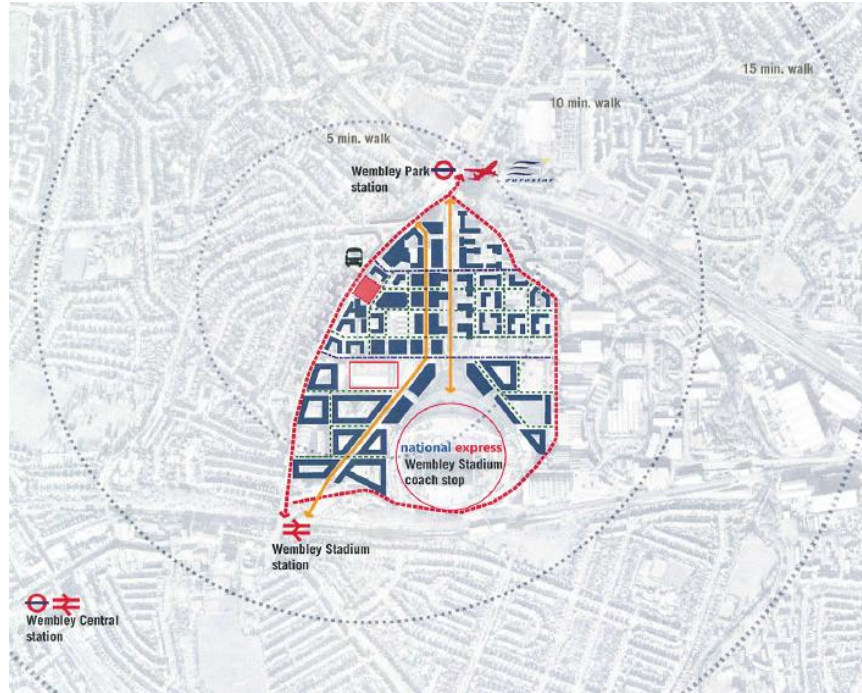 15 min. walk
10 min. walk
5 min. walk
Wembley Park
station
eurostar
national express
Wembley Stadium
coach stop
Wembley Stadium
station
Wembley Central
station